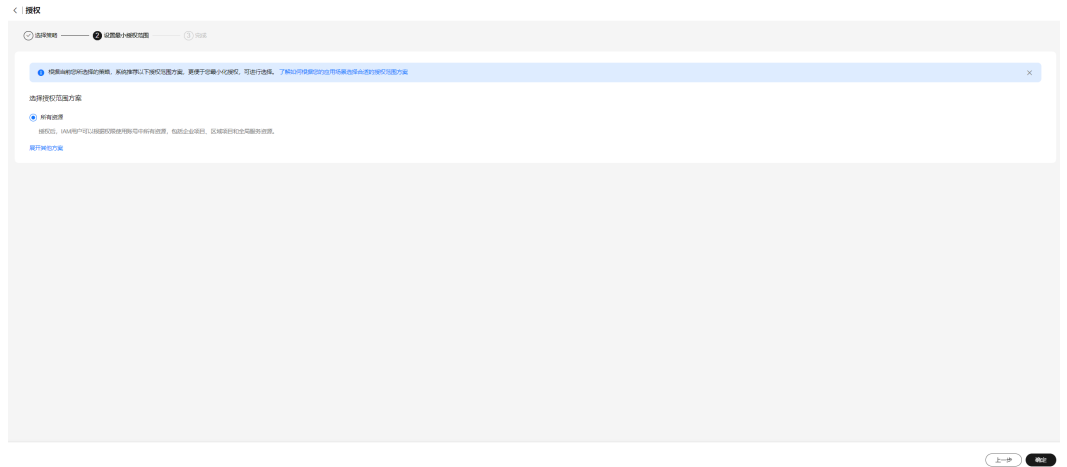 授权
选择策略
2 设置最小授权范围
3 完成
根据当前您所选择的策略，系统推荐以下授权范围方案，更便于您最小化授权，可进行选择。 了解如何根据您的应用场景选择合适的授权范围方案
选择授权范围方案
所有资源
授权后，IAM用户可以根据权限使用账号中所有资源，包括企业项目、区域项目和全局服务资源。
展开其他方案
上一步
确定